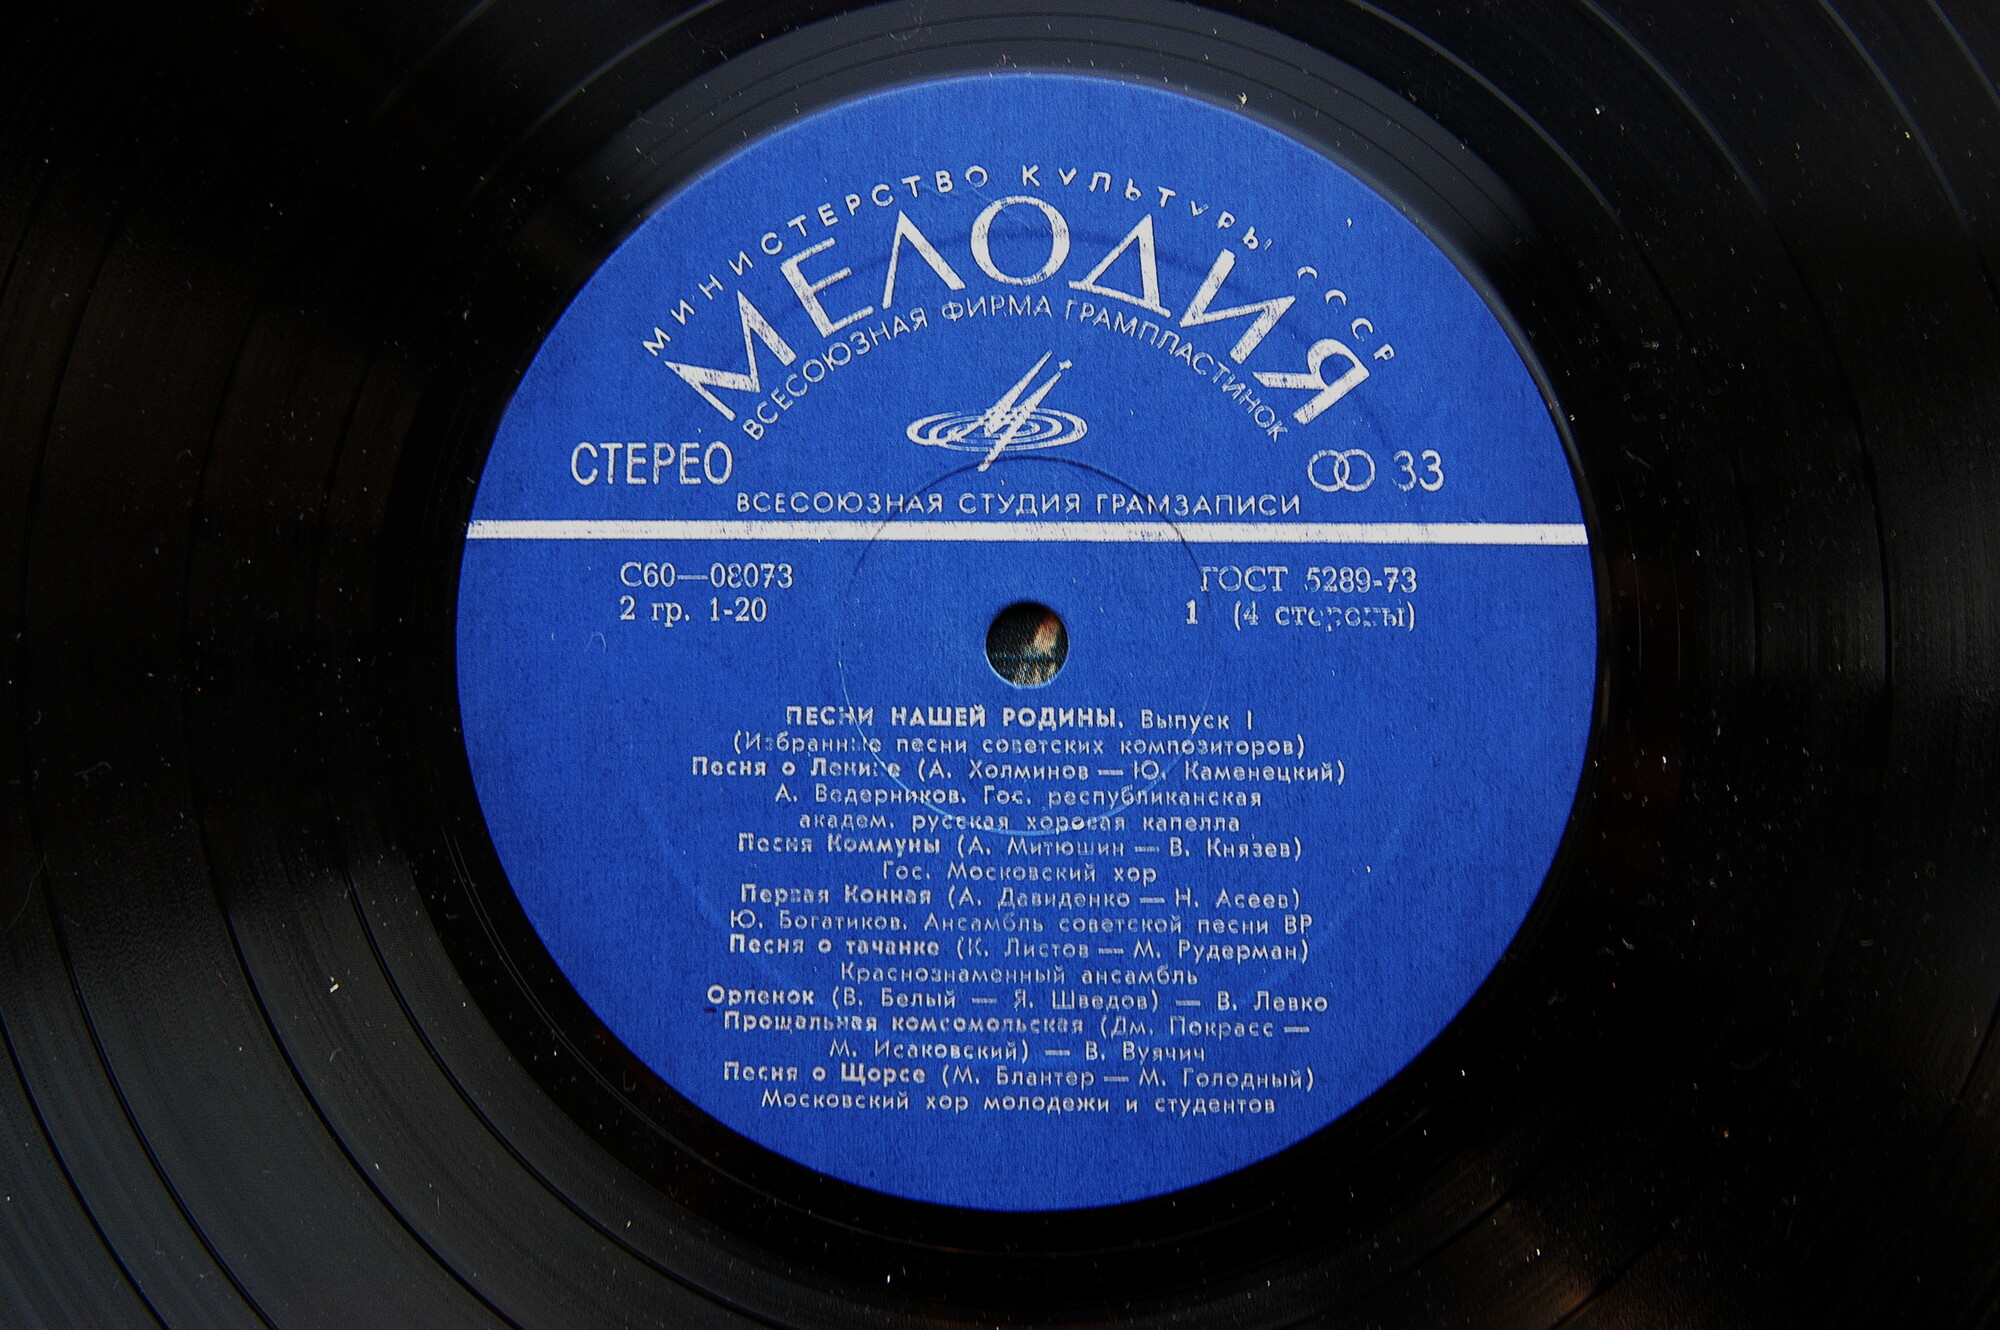 МИНИСТЕРСТВО КУЛЬТУРЫ СССР
МЕЛОДИЯ
ВСЕСОЮЗНАЯ ФИРМА ГРАМПЛАСТИНОК
СТЕРЕО
33
ВСЕСОЮЗНАЯ СТУДИЯ ГРАМЗАПИСИ
С60—08073
ГОСТ 5289-73
2 гр. 1-20
1 (4 стороны)
ПЕСНИ НАШЕЙ РОДИНЫ. Выпуск I
(Избранные песни советских композиторов)
Песня о Ленине (А. Холминов — Ю. Каменецкий)
А. Ведерников. Гос. республиканская
академ. русская хоровая капелла
Песня Коммуны (А. Митюшин — В. Князев)
Гос. Московский хор
Первая Конная (А. Давиденко — Н. Асеев)
Ю. Богатиков. Ансамбль советской песни ВР
Песня о тачанке (К. Листов — М. Рудерман)
Краснознаменный ансамбль
Орленок (В. Белый — Я. Шведов) — В. Левко
Прощальная комсомольская (Дм. Покрасс —
М. Исаковский) — В. Вуячич
Песня о Щорсе (М. Блантер — М. Голодный)
Московский хор молодежи и студентов